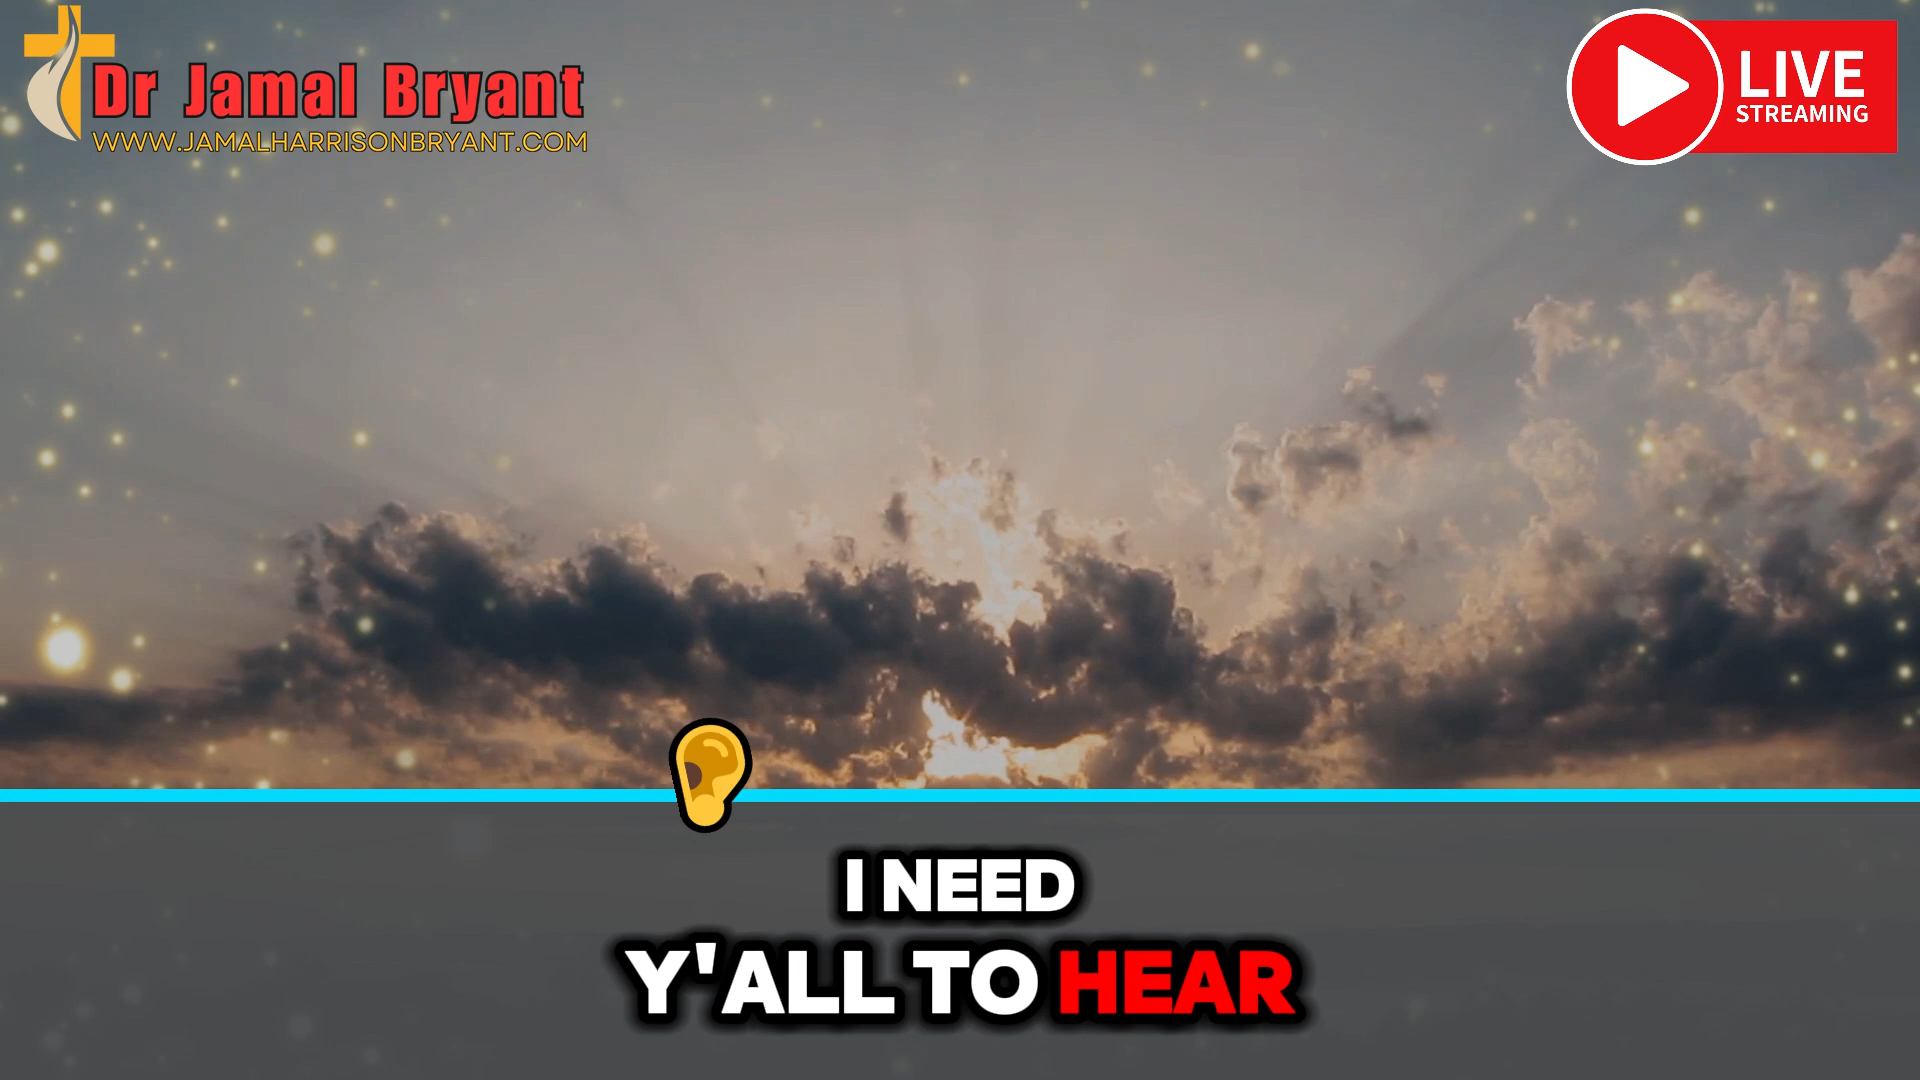 Dr Jamal Bryant
WWW.JAMALHARRISONBRYANT.COM
LIVE
STREAMING
I NEED
Y'ALL TO HEAR